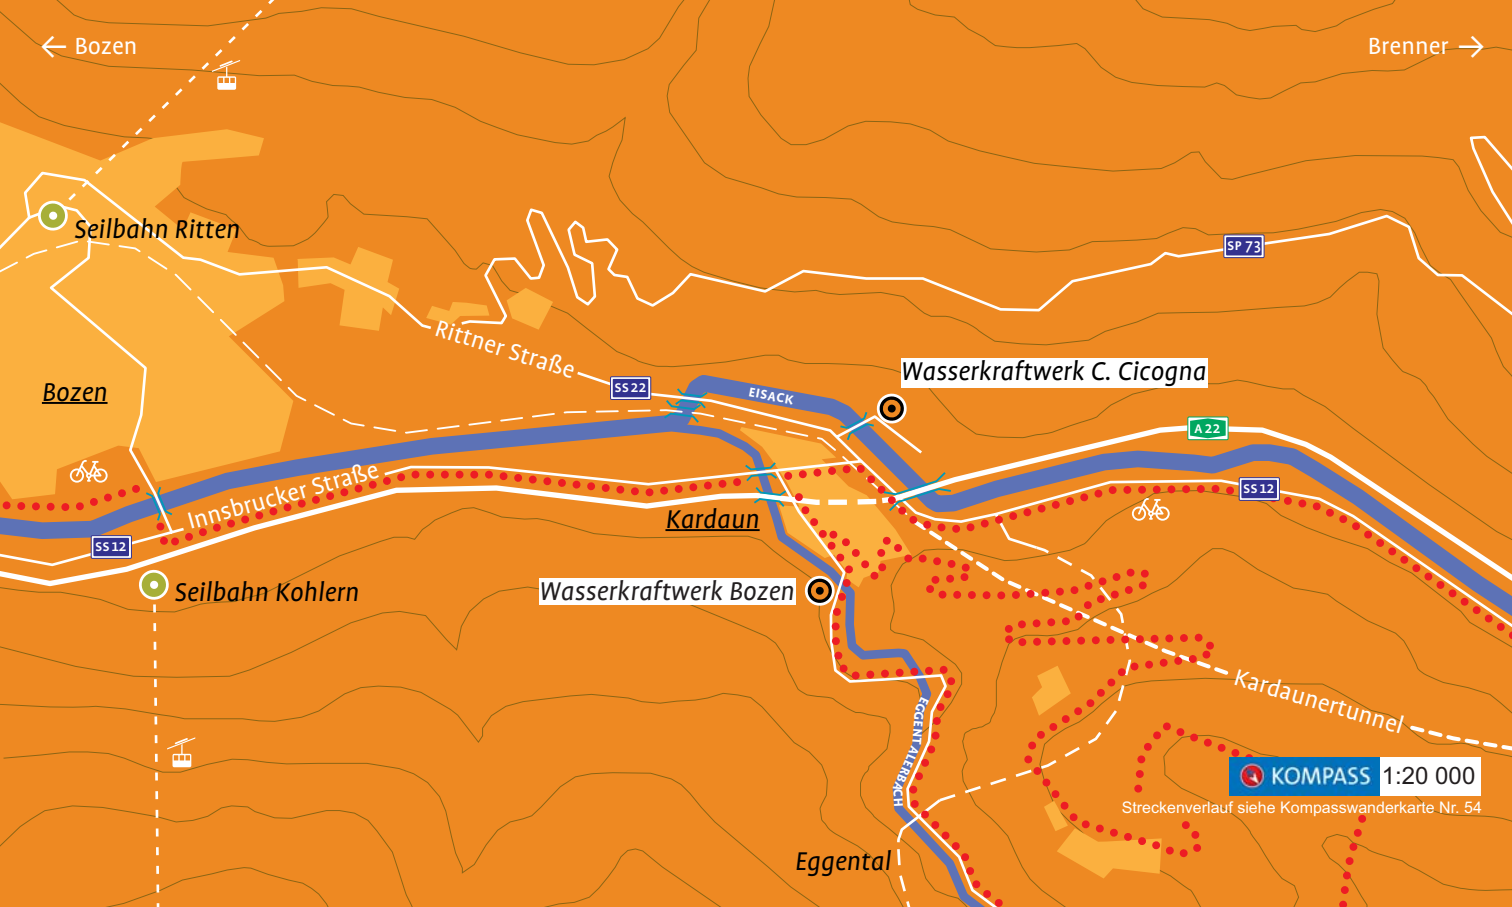 ← Bozen
Brenner →
Seilbahn Ritten
SP 73
Rittner Straße
Wasserkraftwerk C. Cicogna
SS 22
EISACK
Bozen
A 22
Innsbrucker Straße
SS 12
Kardaun
SS 12
Seilbahn Kohlern
Wasserkraftwerk Bozen
Kardaunertunnel
EGGENTALERBACH
KOMPASS 1:20 000
Streckenverlauf siehe Kompasswanderkarte Nr. 54
Eggental